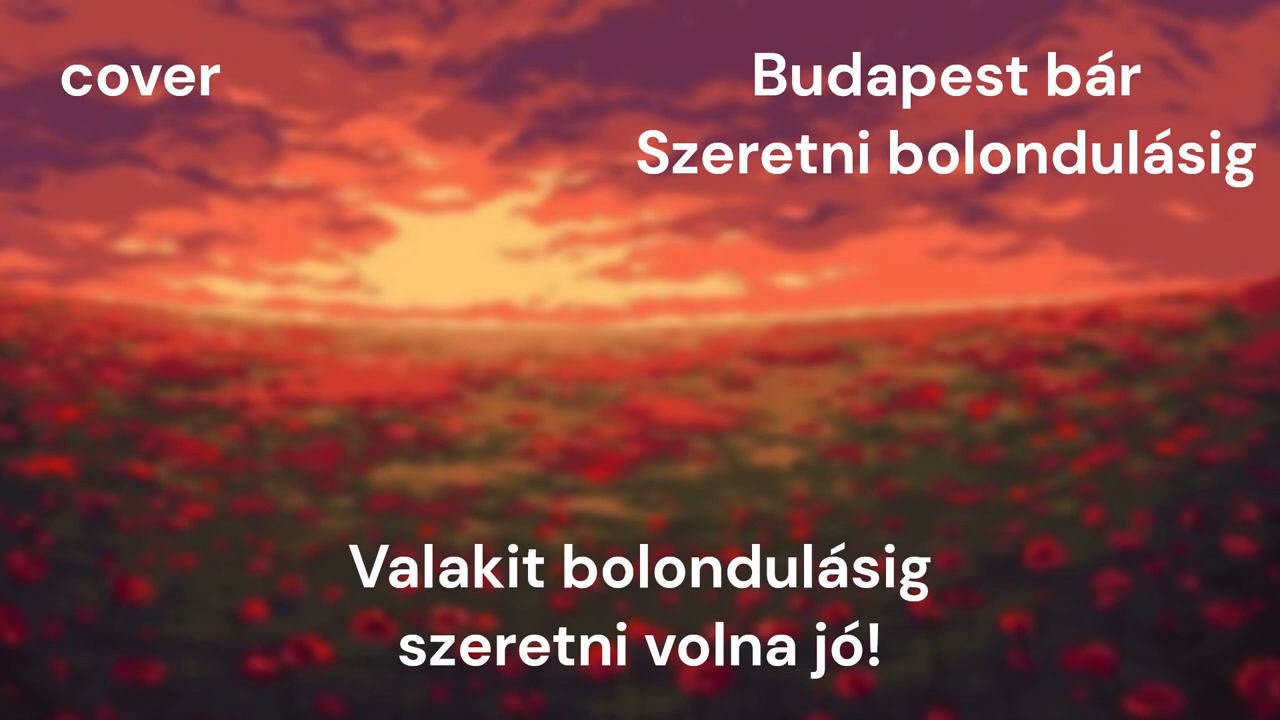 cover
Budapest bár
Szeretni bolondulásig
Valakit bolondulásig
szeretni volna jó!